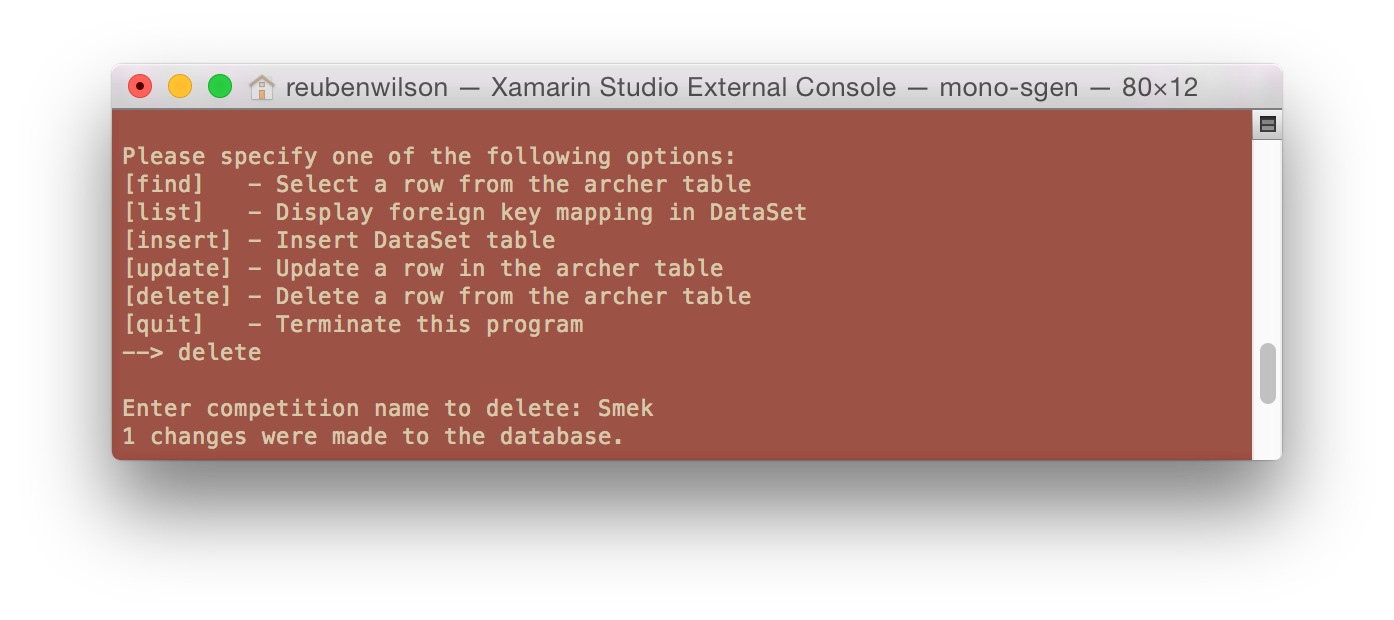 reubenwilson — Xamarin Studio External Console — mono-sgen — 80×12
Please specify one of the following options:
[find]   - Select a row from the archer table
[list]   - Display foreign key mapping in DataSet
[insert] - Insert DataSet table
[update] - Update a row in the archer table
[delete] - Delete a row from the archer table
[quit]   - Terminate this program
--> delete
Enter competition name to delete: Smek
1 changes were made to the database.